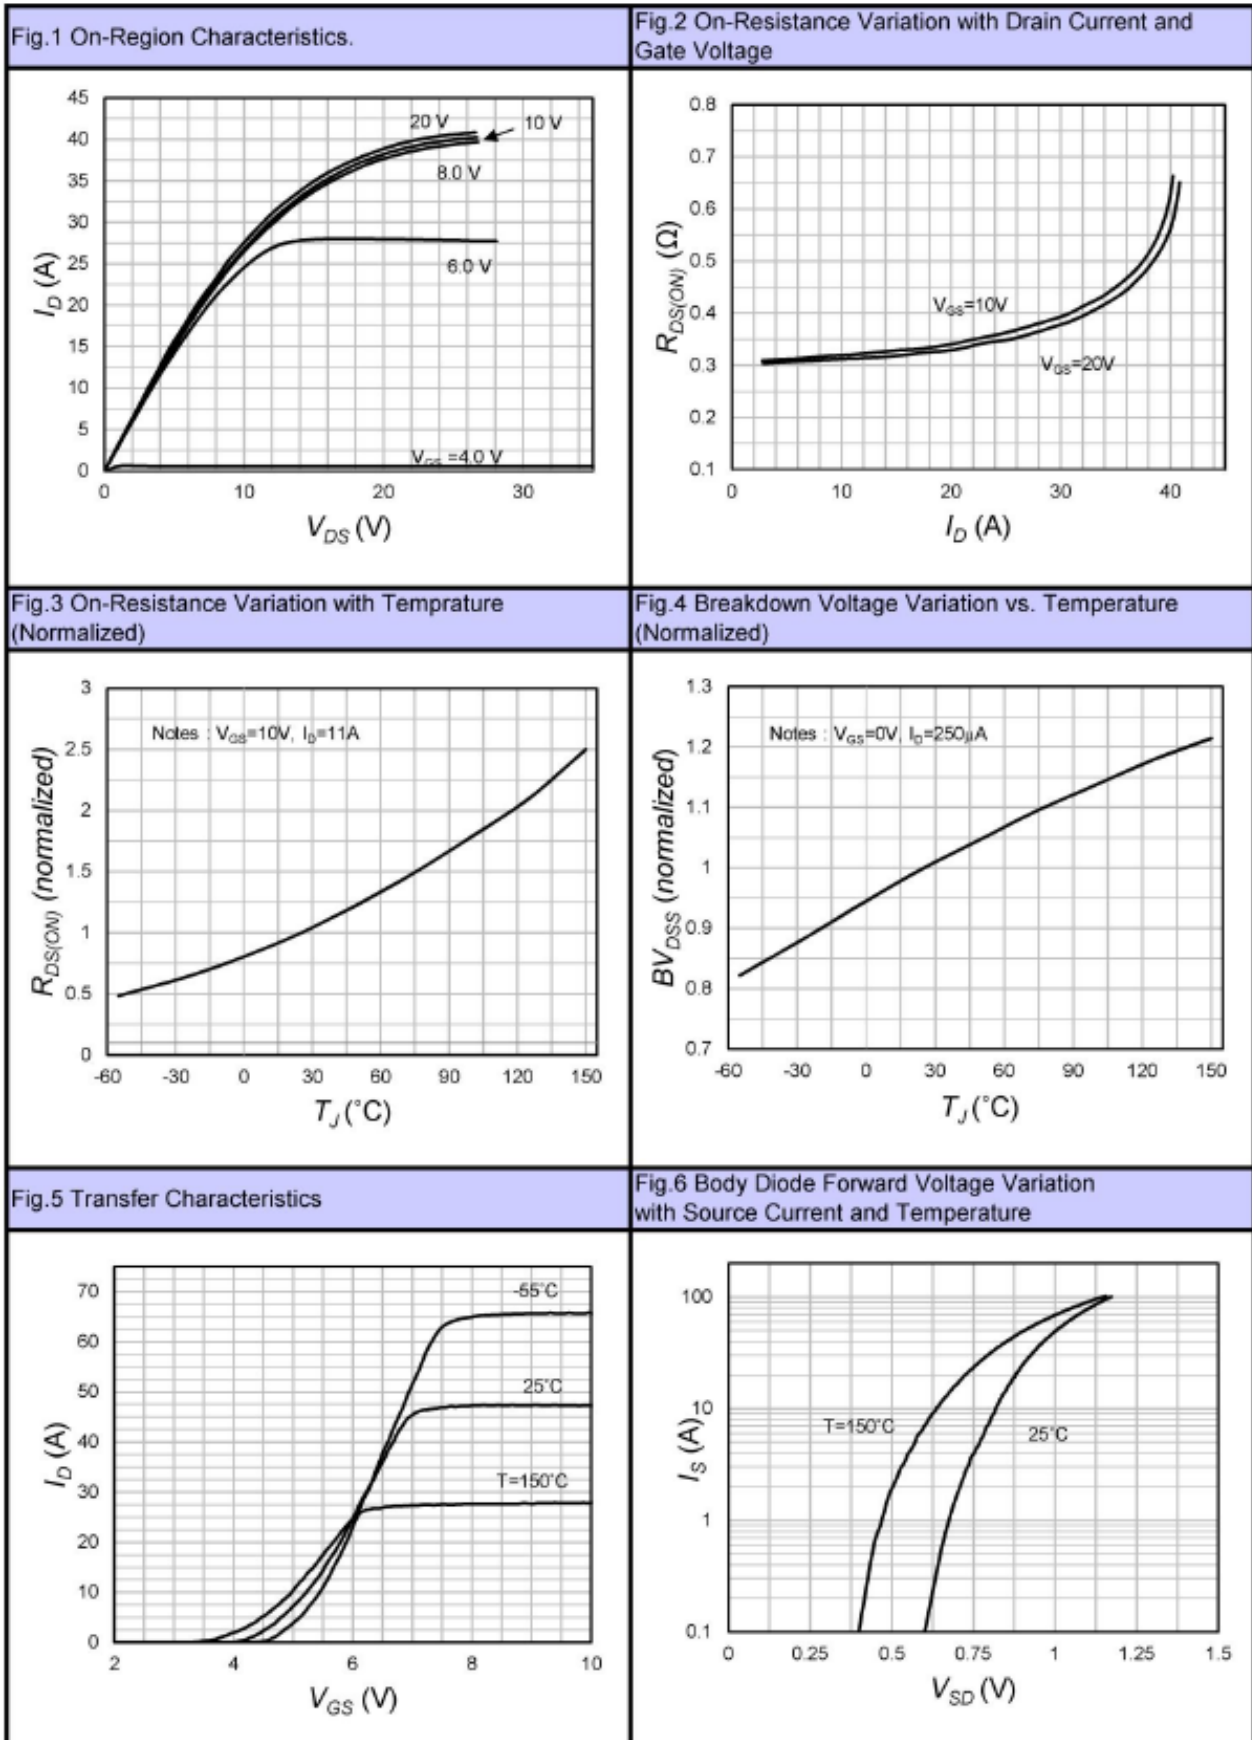 Fig.1 On-Region Characteristics.
Fig.2 On-Resistance Variation with Drain Current and
Gate Voltage
45
40
35
30
25
20
15
10
5
0
0
10
20
30
20 V
10 V
8.0 V
6.0 V
V_GS =4.0 V
I_D (A)
V_DS (V)
0.8
0.7
0.6
0.5
0.4
0.3
0.2
0.1
0
10
20
30
40
V_GS=10V
V_GS=20V
R_DS(ON) (Ω)
I_D (A)
Fig.3 On-Resistance Variation with Temprature
(Normalized)
Fig.4 Breakdown Voltage Variation vs. Temperature
(Normalized)
3
2.5
2
1.5
1
0.5
0
-60
-30
0
30
60
90
120
150
Notes : V_GS=10V, I_D=11A
R_DS(ON) (normalized)
T_J (°C)
1.3
1.2
1.1
1
0.9
0.8
0.7
-60
-30
0
30
60
90
120
150
Notes : V_GS=0V, I_D=250μA
BV_DSS (normalized)
T_J (°C)
Fig.5 Transfer Characteristics
Fig.6 Body Diode Forward Voltage Variation
with Source Current and Temperature
70
60
50
40
30
20
10
0
2
4
6
8
10
-55°C
25°C
T=150°C
I_D (A)
V_GS (V)
100
10
1
0.1
0
0.25
0.5
0.75
1
1.25
1.5
T=150°C
25°C
I_S (A)
V_SD (V)